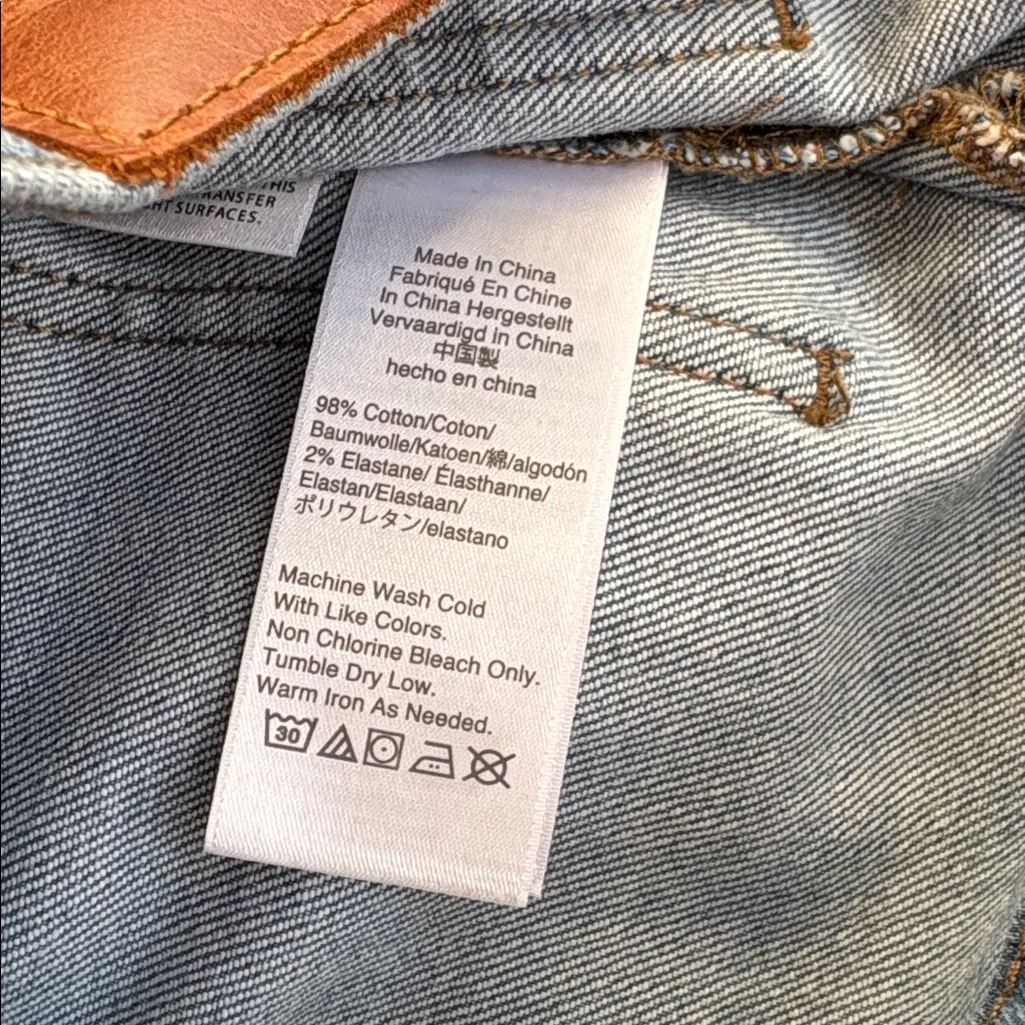 THIS
TRANSFER
SURFACES.
Made In China
Fabriqué En Chine
In China Hergestellt
Vervaardigd in China
中国製
hecho en china
98% Cotton/Coton/
Baumwolle/Katoen/綿/algodón
2% Elastane/ Élasthanne/
Elastan/Elastaan/
ポリウレタン/elastano
Machine Wash Cold
With Like Colors.
Non Chlorine Bleach Only.
Tumble Dry Low.
Warm Iron As Needed.
30